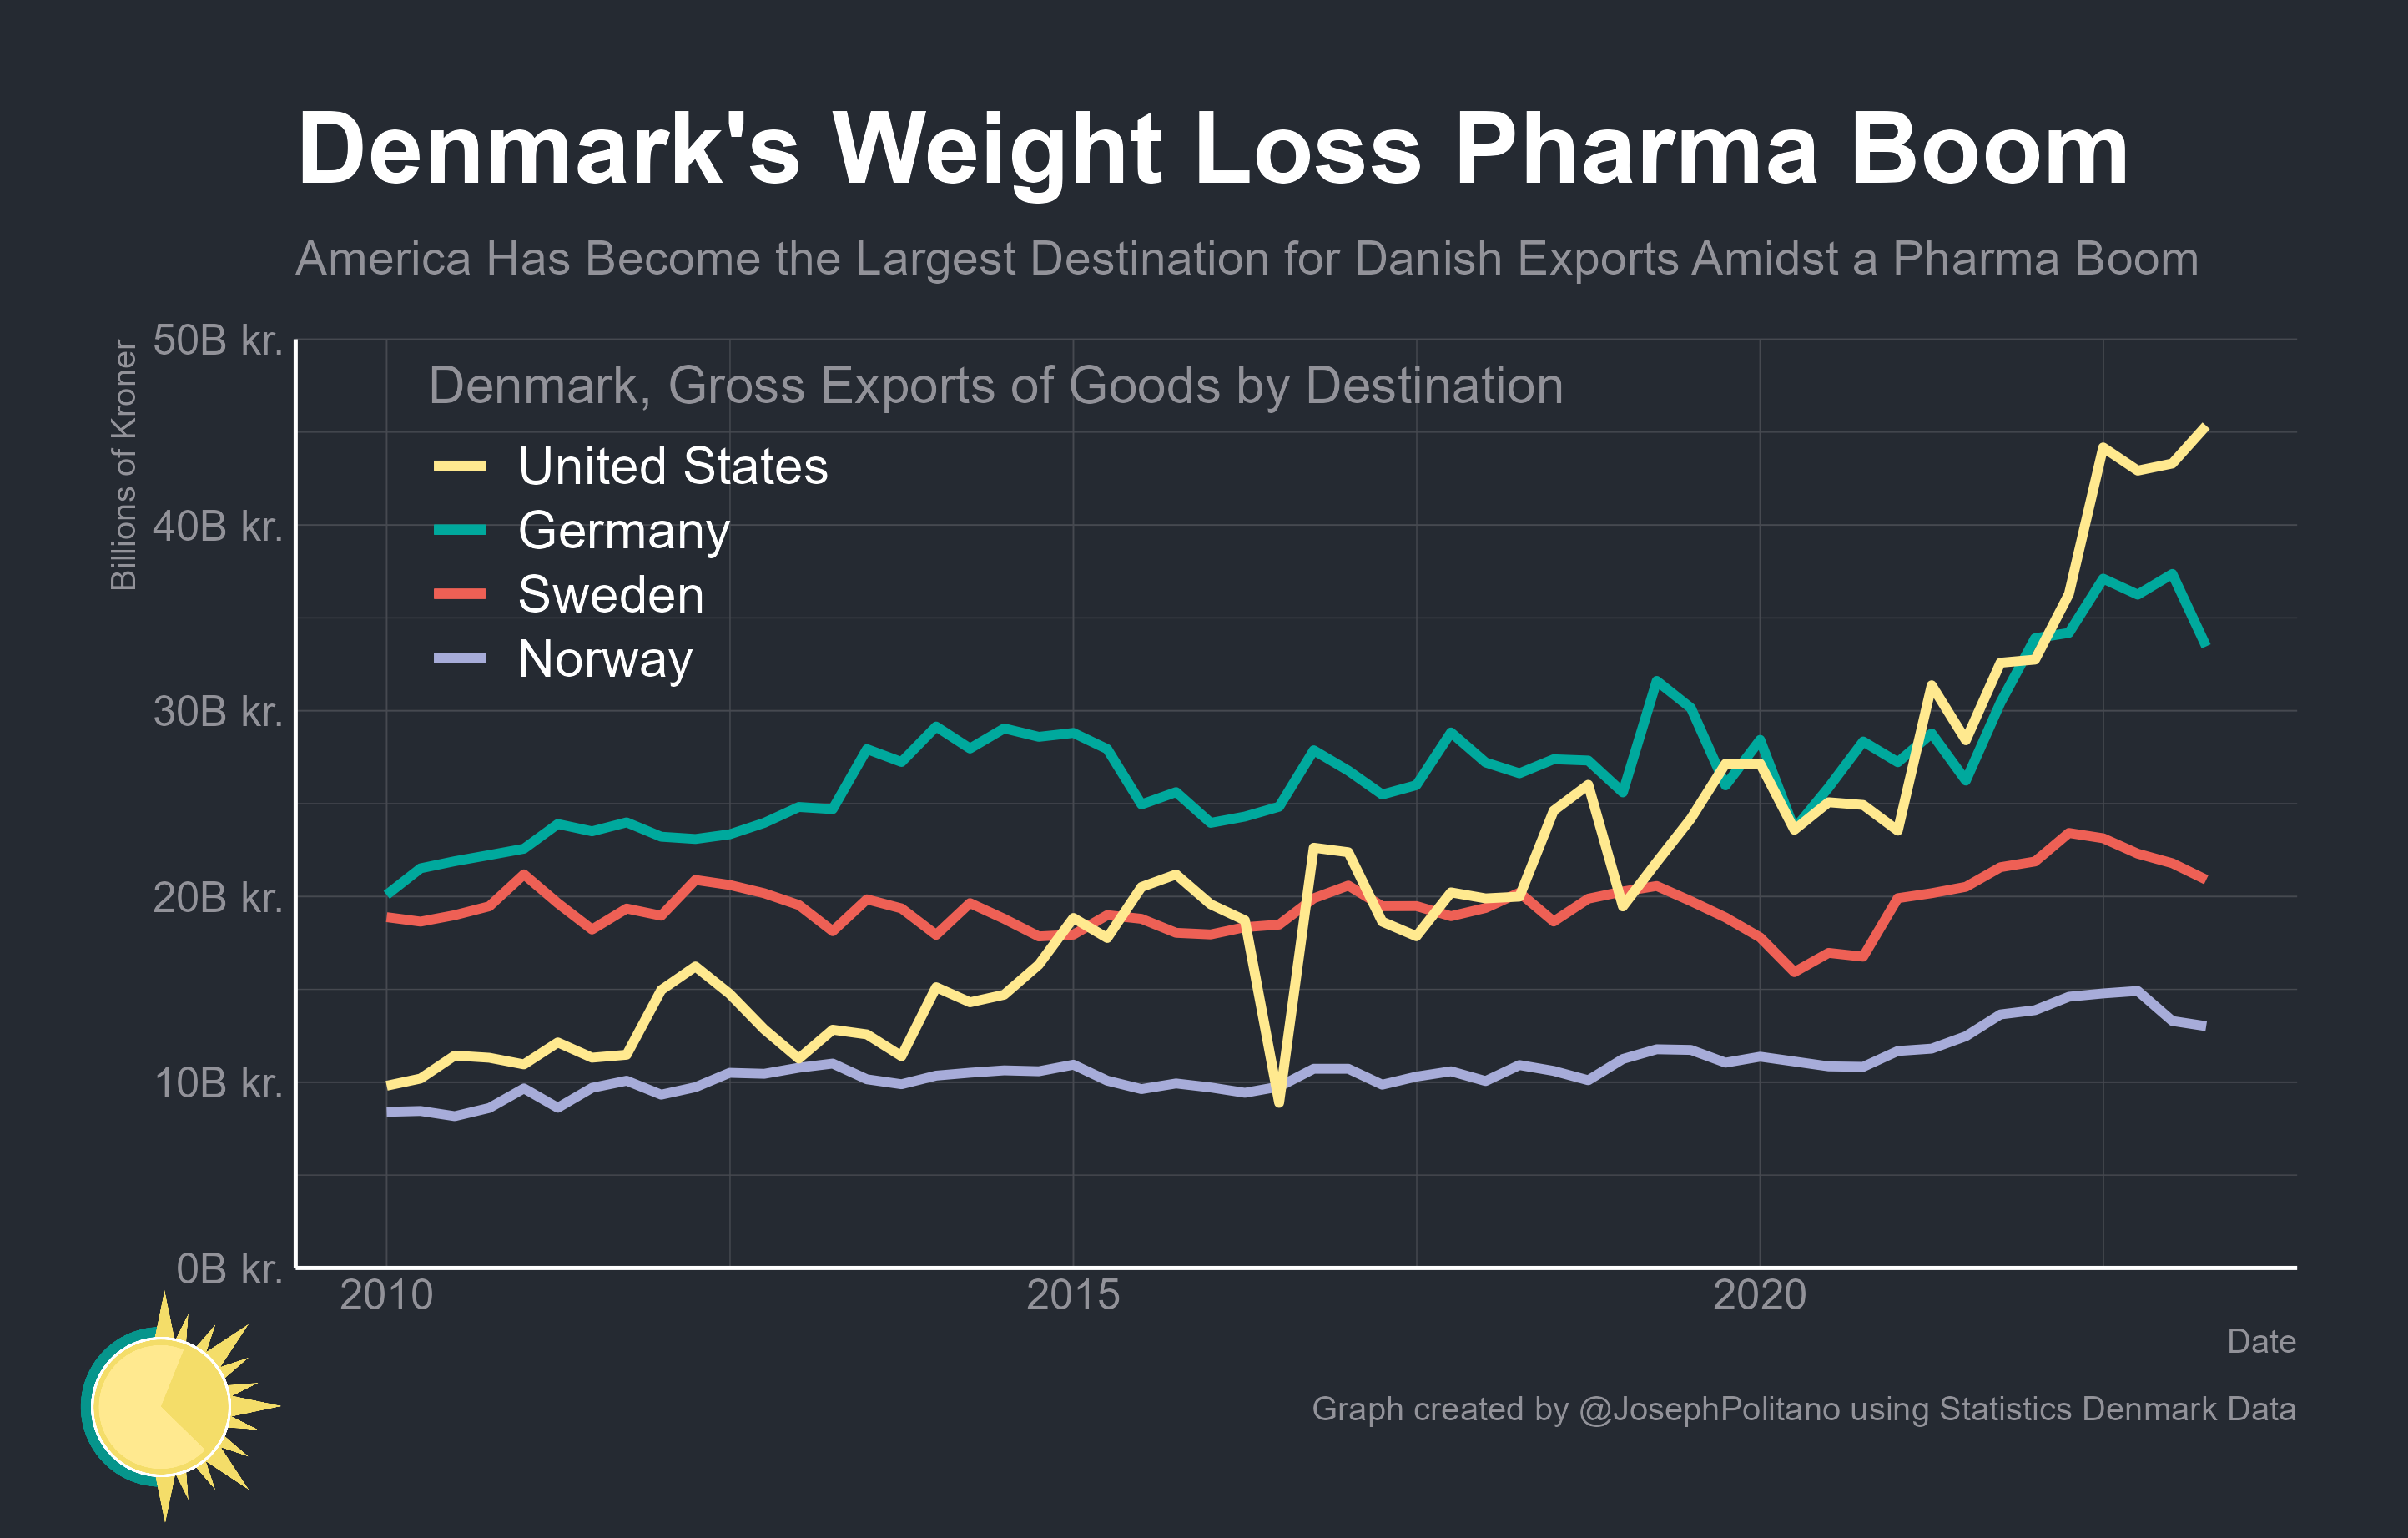 Denmark's Weight Loss Pharma Boom
America Has Become the Largest Destination for Danish Exports Amidst a Pharma Boom
Billions of Kroner
50B kr.
40B kr.
30B kr.
20B kr.
10B kr.
0B kr.
Denmark, Gross Exports of Goods by Destination
United States
Germany
Sweden
Norway
2010
2015
2020
Date
Graph created by @JosephPolitano using Statistics Denmark Data